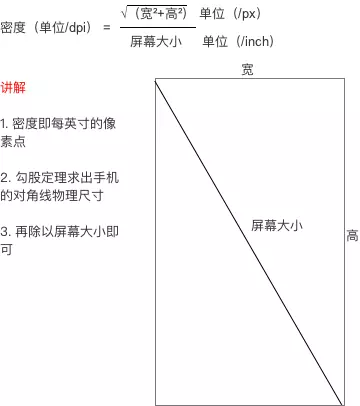 密度（单位/dpi） = √（宽²+高²） 单位（/px）
屏幕大小 单位（/inch）
宽
讲解
1. 密度即每英寸的像
素点
2. 勾股定理求出手机
的对角线物理尺寸
3. 再除以屏幕大小即
可
屏幕大小
高